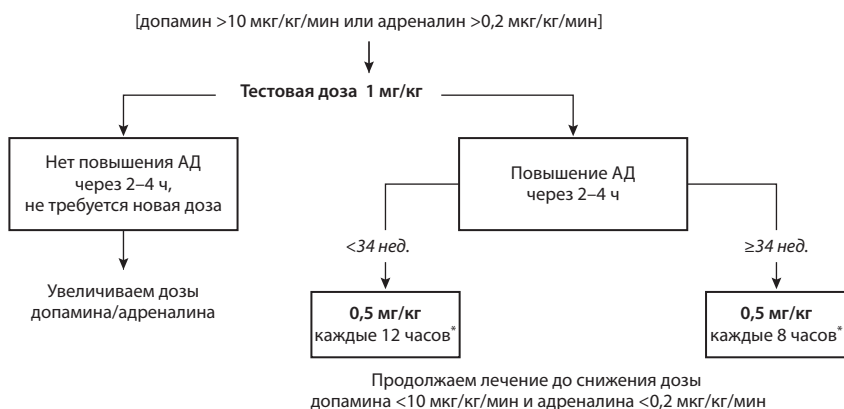 [допамин >10 мкг/кг/мин или адреналин >0,2 мкг/кг/мин]
Тестовая доза 1 мг/кг
Нет повышения АД
через 2–4 ч,
не требуется новая доза
Повышение АД
через 2–4 ч
<34 нед.
≥34 нед.
Увеличиваем дозы
допамина/адреналина
0,5 мг/кг
каждые 12 часов*
0,5 мг/кг
каждые 8 часов*
Продолжаем лечение до снижения дозы
допамина <10 мкг/кг/мин и адреналина <0,2 мкг/кг/мин